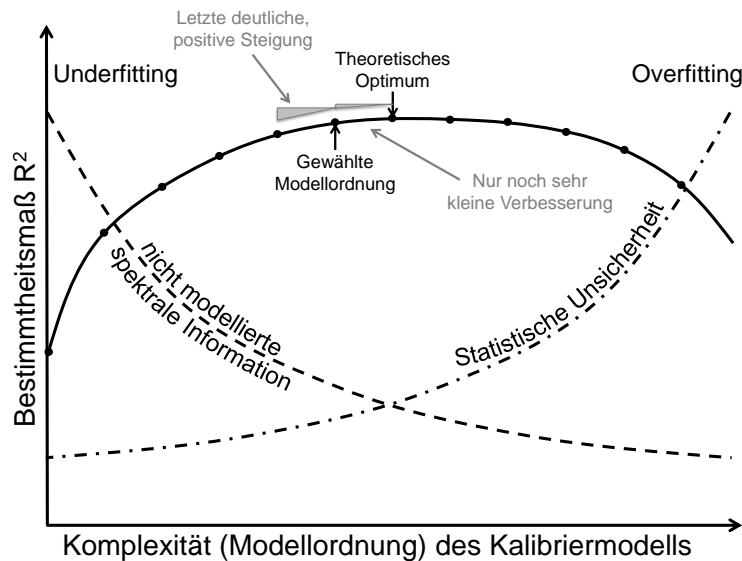 Letzte deutliche,
positive Steigung
Underfitting
Theoretisches
Optimum
Overfitting
Gewählte
Modellordnung
Nur noch sehr
kleine Verbesserung
nicht modellierte
spektrale Information
Statistische Unsicherheit
Bestimmtheitsmaß R²
Komplexität (Modellordnung) des Kalibriermodells